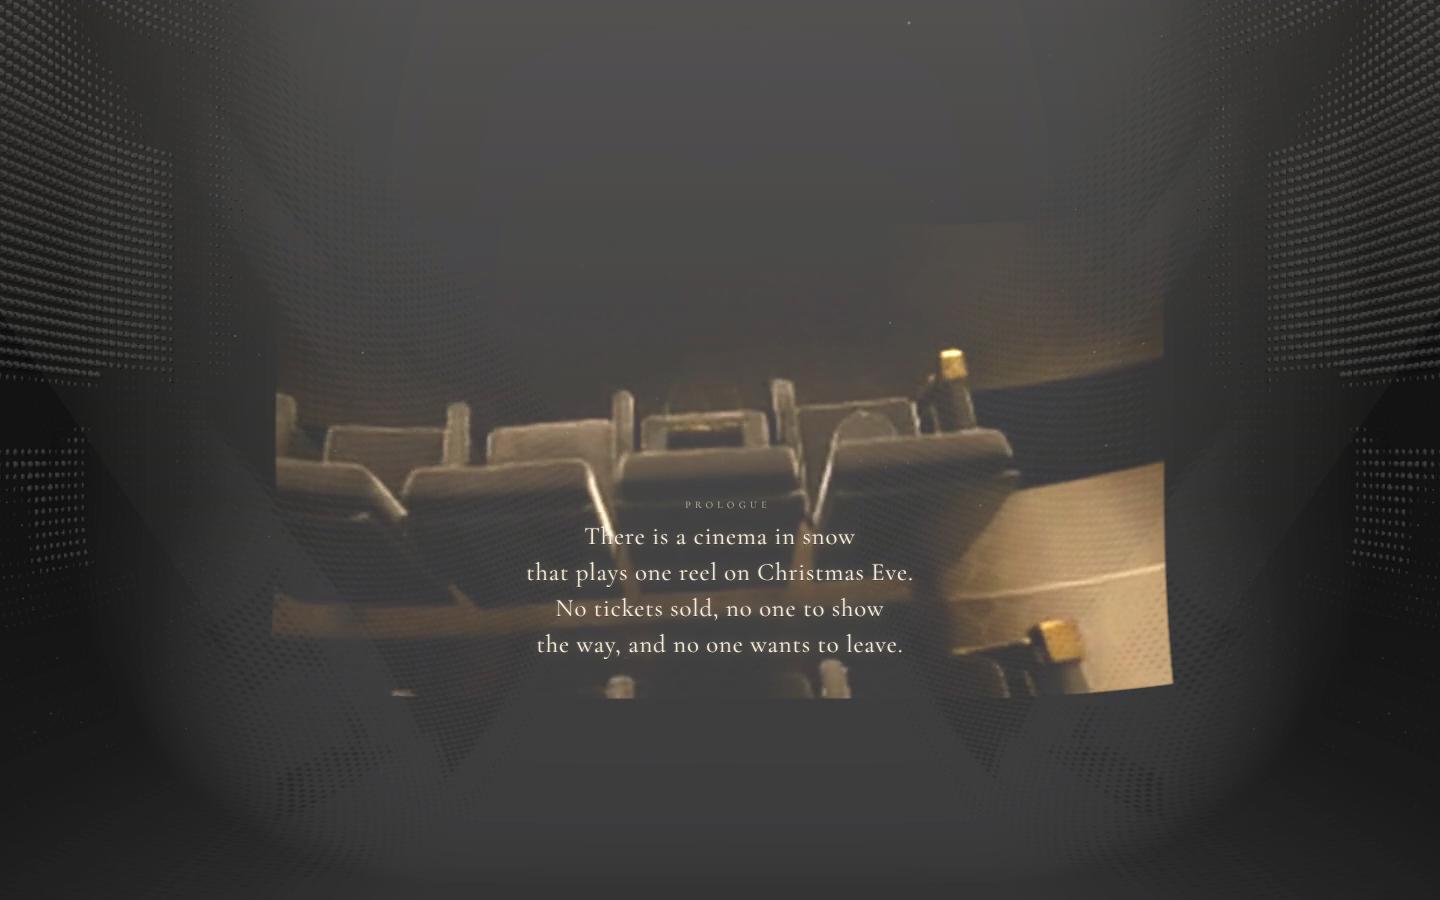 PROLOGUE
There is a cinema in snow
that plays one reel on Christmas Eve.
No tickets sold, no one to show
the way, and no one wants to leave.